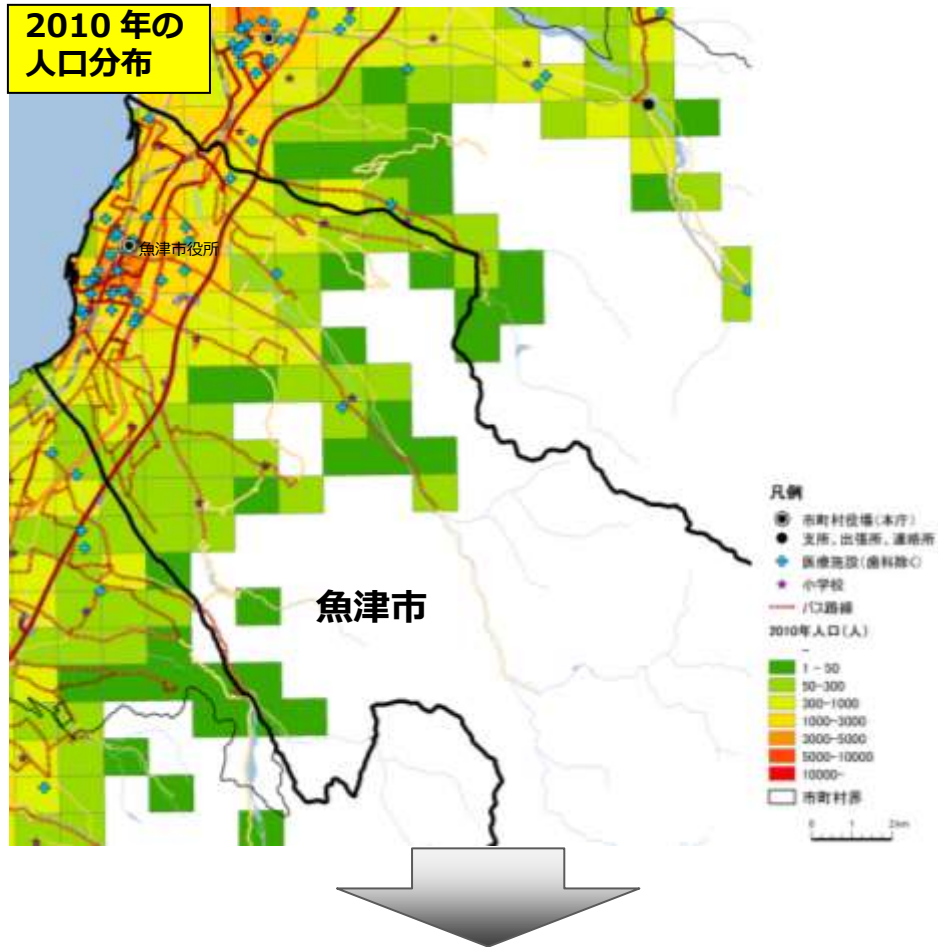 2010 年の
人口分布
魚津市役所
魚津市
凡例
市町村役場(本庁)
支所、出張所、連絡所
医療施設(歯科除く)
小学校
バス路線
2010年人口(人)
-
1 - 50
50-300
300-1000
1000-3000
3000-5000
5000-10000
10000-
市町村界
0 1 2km